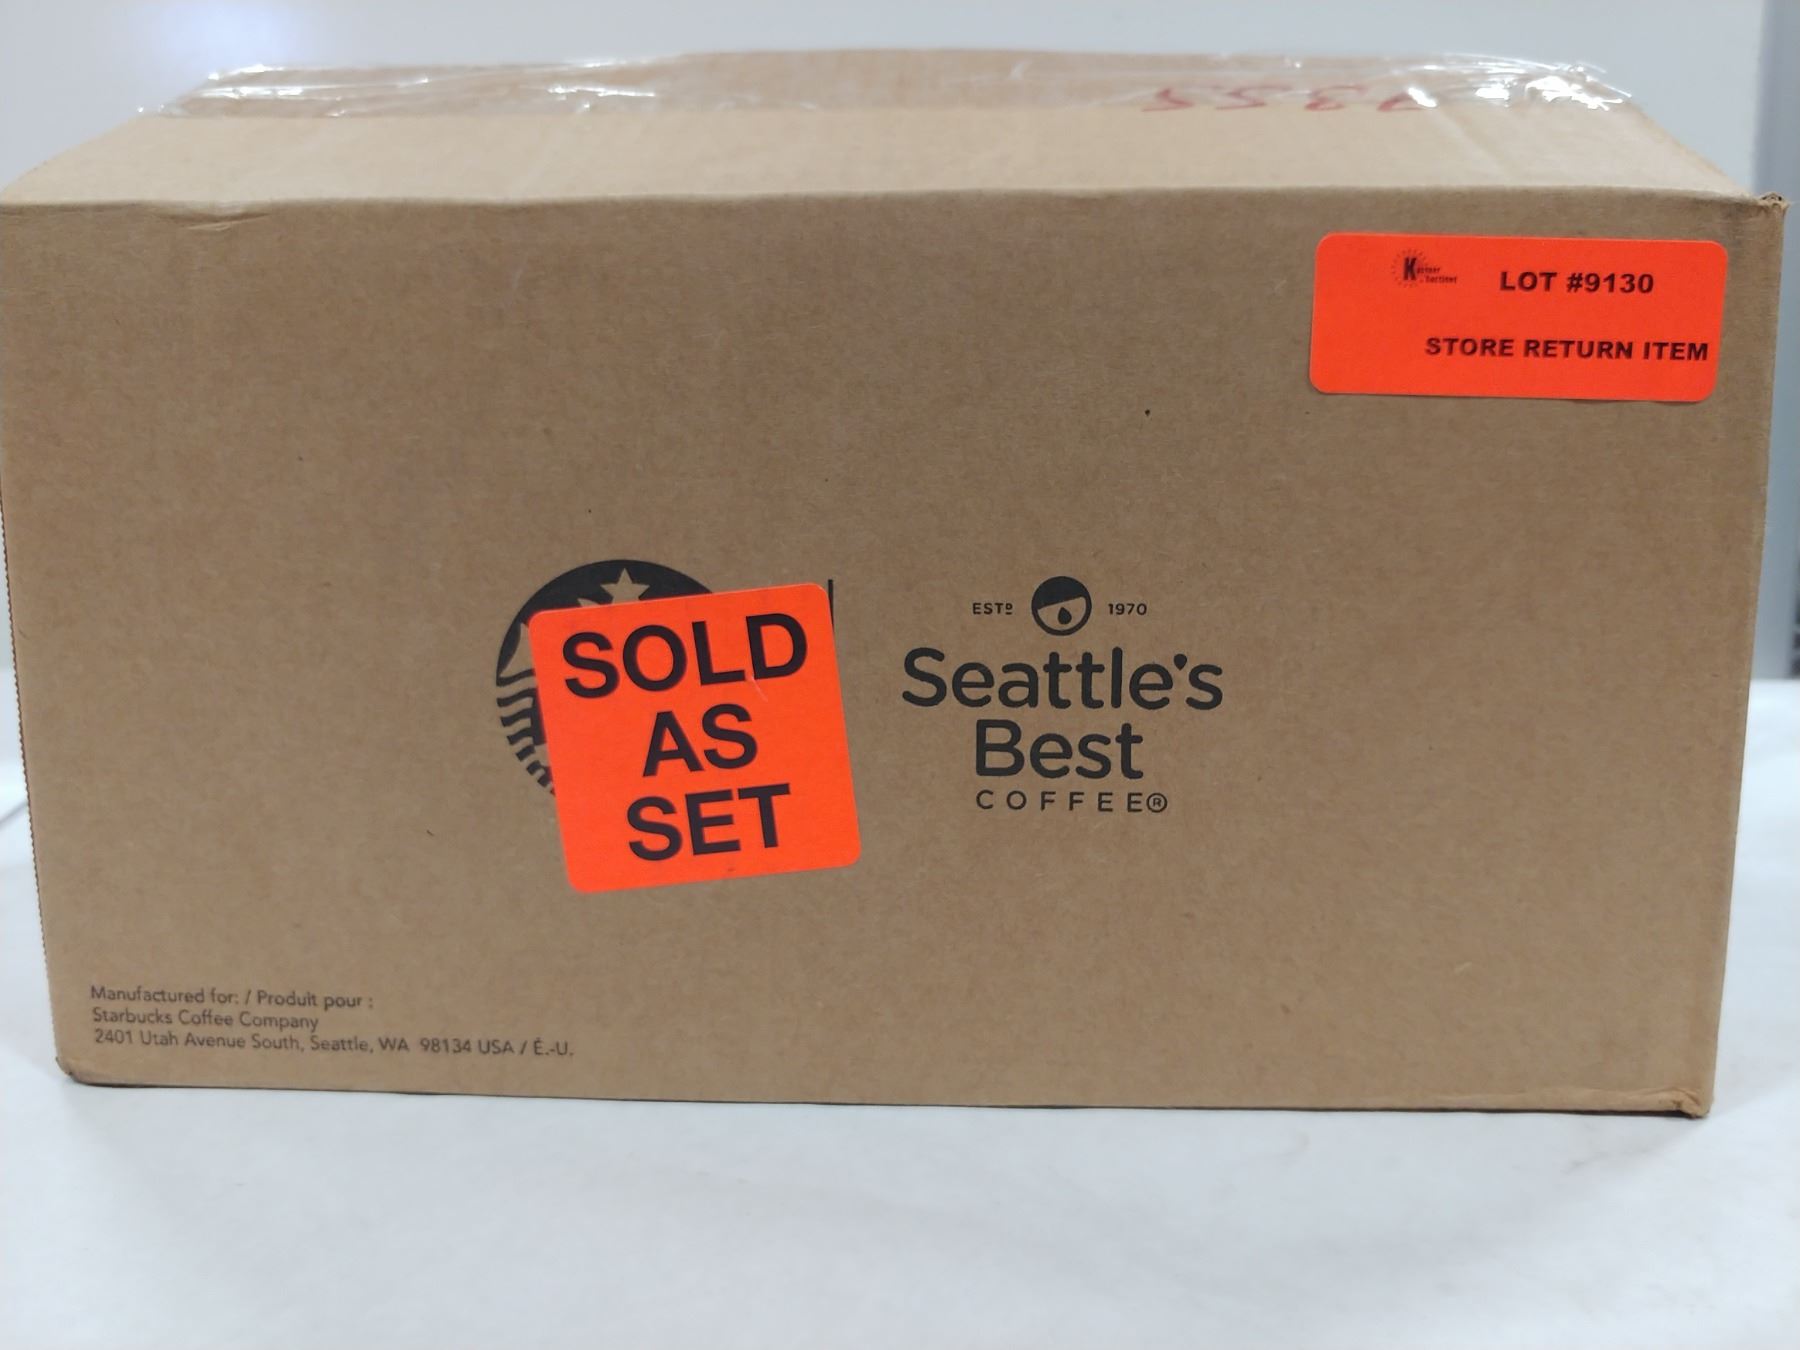 LOT #9130
STORE RETURN ITEM
SOLD
AS
SET
ESTD 1970
Seattle's
Best
COFFEE®
Manufactured for: / Produit pour :
Starbucks Coffee Company
2401 Utah Avenue South, Seattle, WA 98134 USA / É.-U.